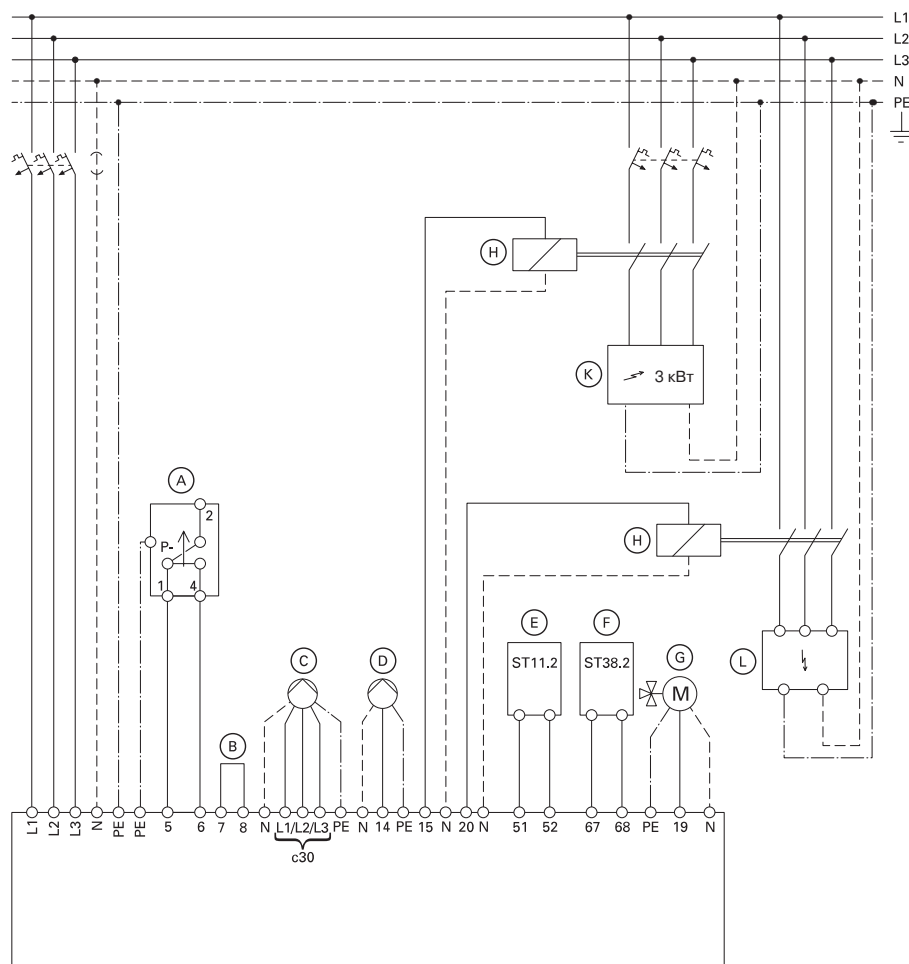 L1
L2
L3
N
PE
H
K
3 кВт
A
2
P-
1
4
H
E
F
ST11.2
ST38.2
C
D
G
M
L
B
L1
L2
L3
N
PE
PE
5
6
7
8
N
L1/L2/L3
PE
N
14
PE
15
N
20
N
51
52
67
68
PE
19
N
c30